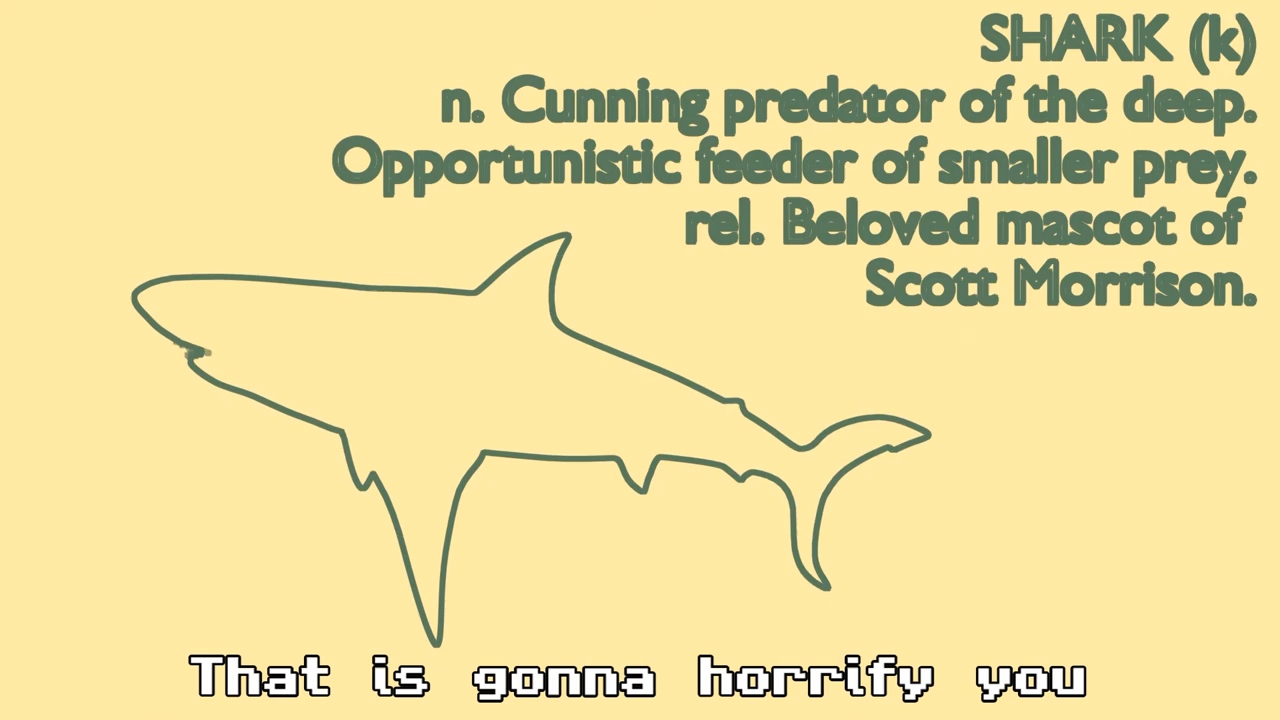 SHARK (k)
n. Cunning predator of the deep.
Opportunistic feeder of smaller prey.
rel. Beloved mascot of
Scott Morrison.
That is gonna horrify you